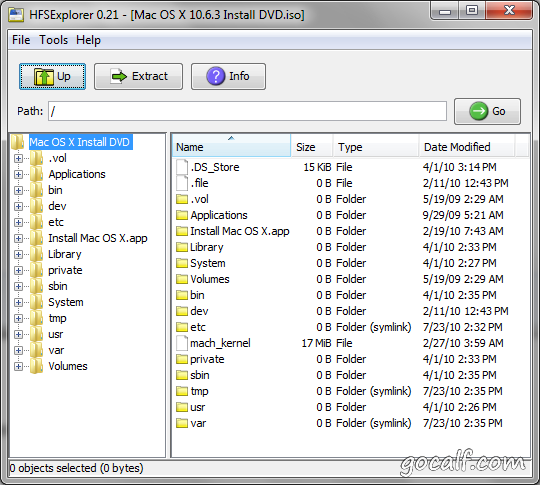 HFSExplorer 0.21 - [Mac OS X 10.6.3 Install DVD.iso]
File Tools Help
Up Extract Info
Path: / Go
Mac OS X Install DVD
.vol
Applications
bin
dev
etc
Install Mac OS X.app
Library
private
sbin
System
tmp
usr
var
Volumes
Name Size Type Date Modified
.DS_Store 15 KiB File 4/1/10 3:14 PM
.file 0 B File 2/11/10 12:43 PM
.vol 0 B Folder 5/19/09 2:29 AM
Applications 0 B Folder 9/29/09 5:21 AM
Install Mac OS X.app 0 B Folder 2/19/10 7:43 AM
Library 0 B Folder 4/1/10 2:33 PM
System 0 B Folder 4/1/10 2:27 PM
Volumes 0 B Folder 5/19/09 2:29 AM
bin 0 B Folder 4/1/10 2:35 PM
dev 0 B Folder 2/11/10 12:43 PM
etc 0 B Folder (symlink) 7/23/10 2:32 PM
mach_kernel 17 MiB File 2/27/10 3:59 AM
private 0 B Folder 4/1/10 2:33 PM
sbin 0 B Folder 4/1/10 2:35 PM
tmp 0 B Folder (symlink) 7/23/10 2:35 PM
usr 0 B Folder 4/1/10 2:26 PM
var 0 B Folder (symlink) 7/23/10 2:35 PM
0 objects selected (0 bytes)
gocalf.com